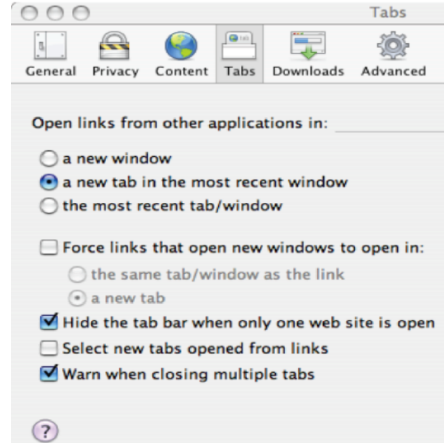 Tabs
General Privacy Content Tabs Downloads Advanced
Open links from other applications in:
a new window
a new tab in the most recent window
the most recent tab/window
Force links that open new windows to open in:
the same tab/window as the link
a new tab
Hide the tab bar when only one web site is open
Select new tabs opened from links
Warn when closing multiple tabs
?